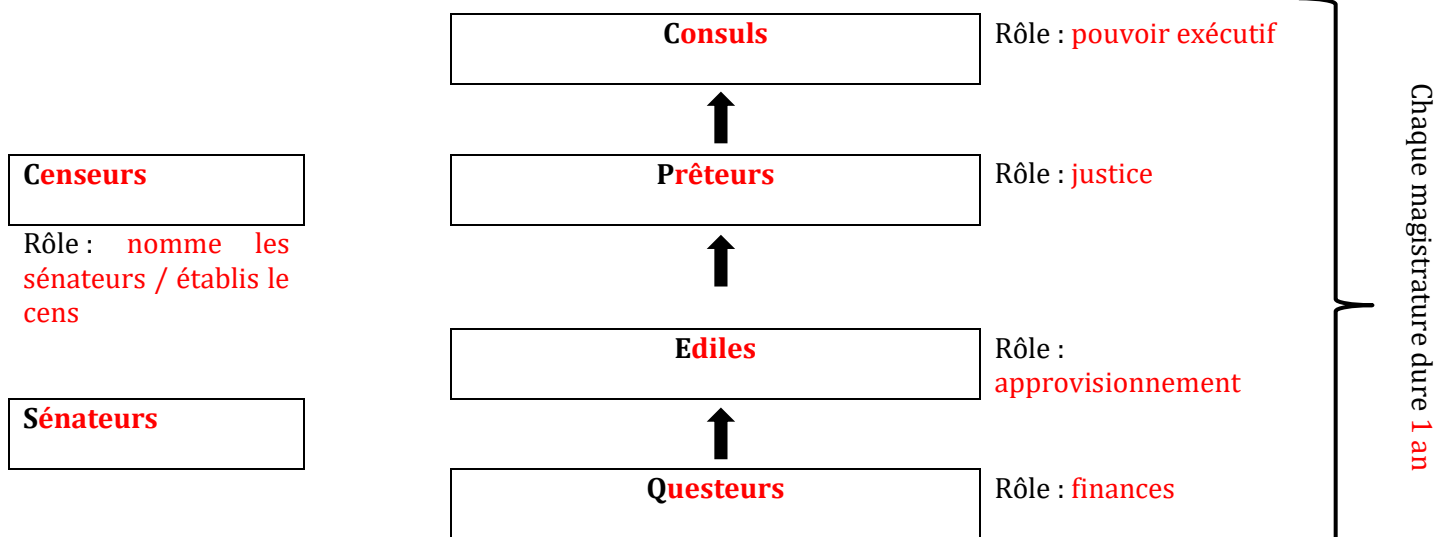 Consuls
Rôle : pouvoir exécutif
Censeurs
Rôle : nomme les
sénateurs / établis le
cens
Prêteurs
Rôle : justice
Ediles
Rôle :
approvisionnement
Sénateurs
Questeurs
Rôle : finances
Chaque magistrature dure 1 an